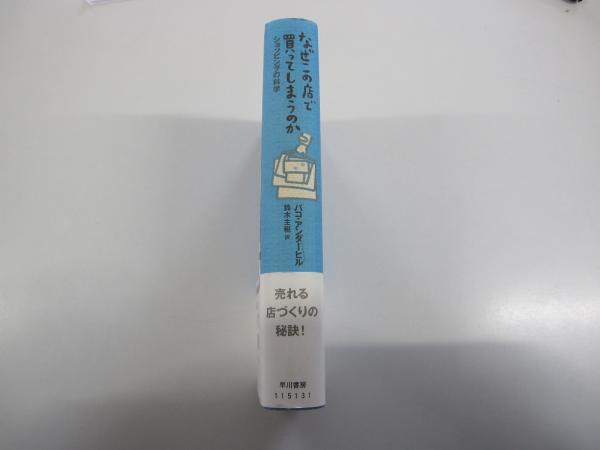 なぜこの店で
買ってしまうのか
ショッピングの科学
パコ・アンダーヒル
鈴木主税 訳
売れる
店づくりの
秘訣！
早川書房
115131